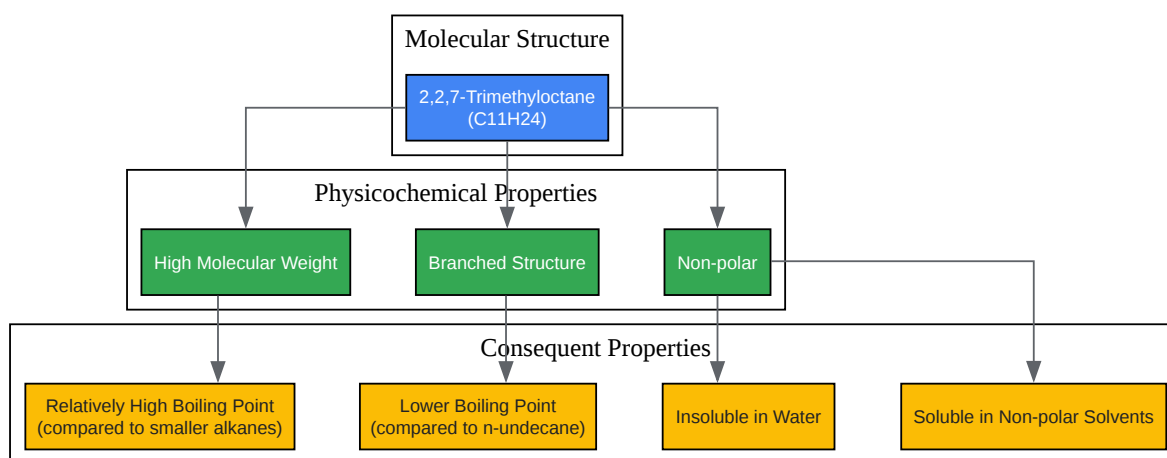 Molecular Structure
2,2,7-Trimethyloctane
(C11H24)
Physicochemical Properties
High Molecular Weight
Branched Structure
Non-polar
Consequent Properties
Relatively High Boiling Point
(compared to smaller alkanes)
Lower Boiling Point
(compared to n-undecane)
Insoluble in Water
Soluble in Non-polar Solvents